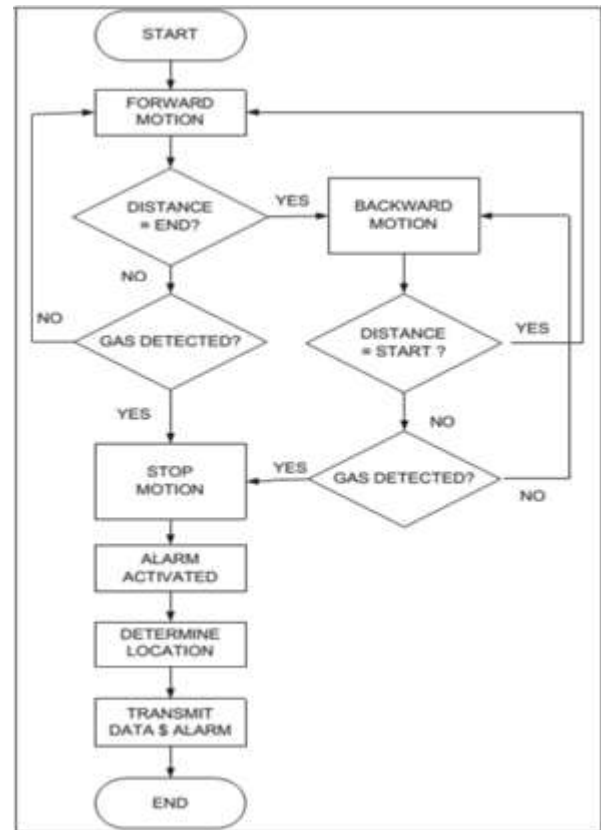 START
FORWARD
MOTION
DISTANCE
= END?
YES
BACKWARD
MOTION
NO
NO
GAS DETECTED?
DISTANCE
= START ?
YES
YES
NO
STOP
MOTION
YES
GAS DETECTED?
NO
ALARM
ACTIVATED
DETERMINE
LOCATION
TRANSMIT
DATA $ ALARM
END